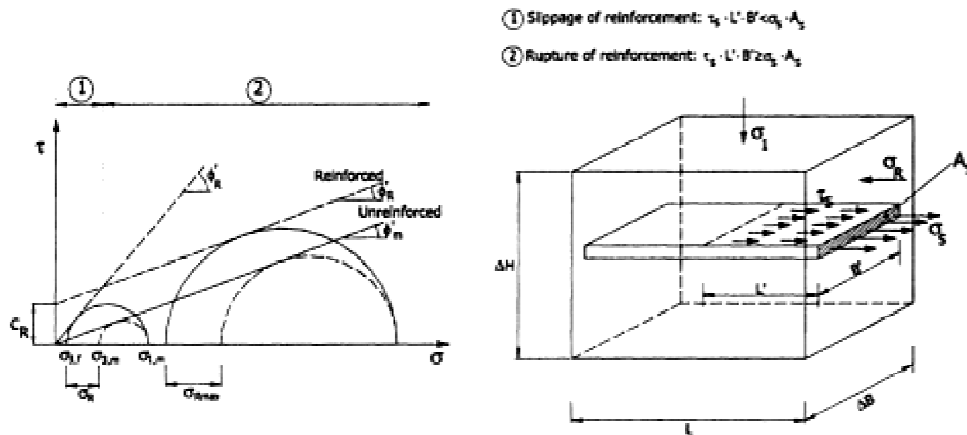 ① Slippage of reinforcement: τₛ · L' · B' < σₛ · Aₛ
② Rupture of reinforcement: τₛ · L' · B' ≥ σₛ · Aₛ
① ②
τ
ϕ'R
Reinforced
ϕ'R
Unreinforced
ϕ'm
CR
σ3,r σ3,m σ1,m σ
σR σRmax
σ1
σR
Aₛ
τₛ
σₛ
ΔH
L' B'
ΔB
L